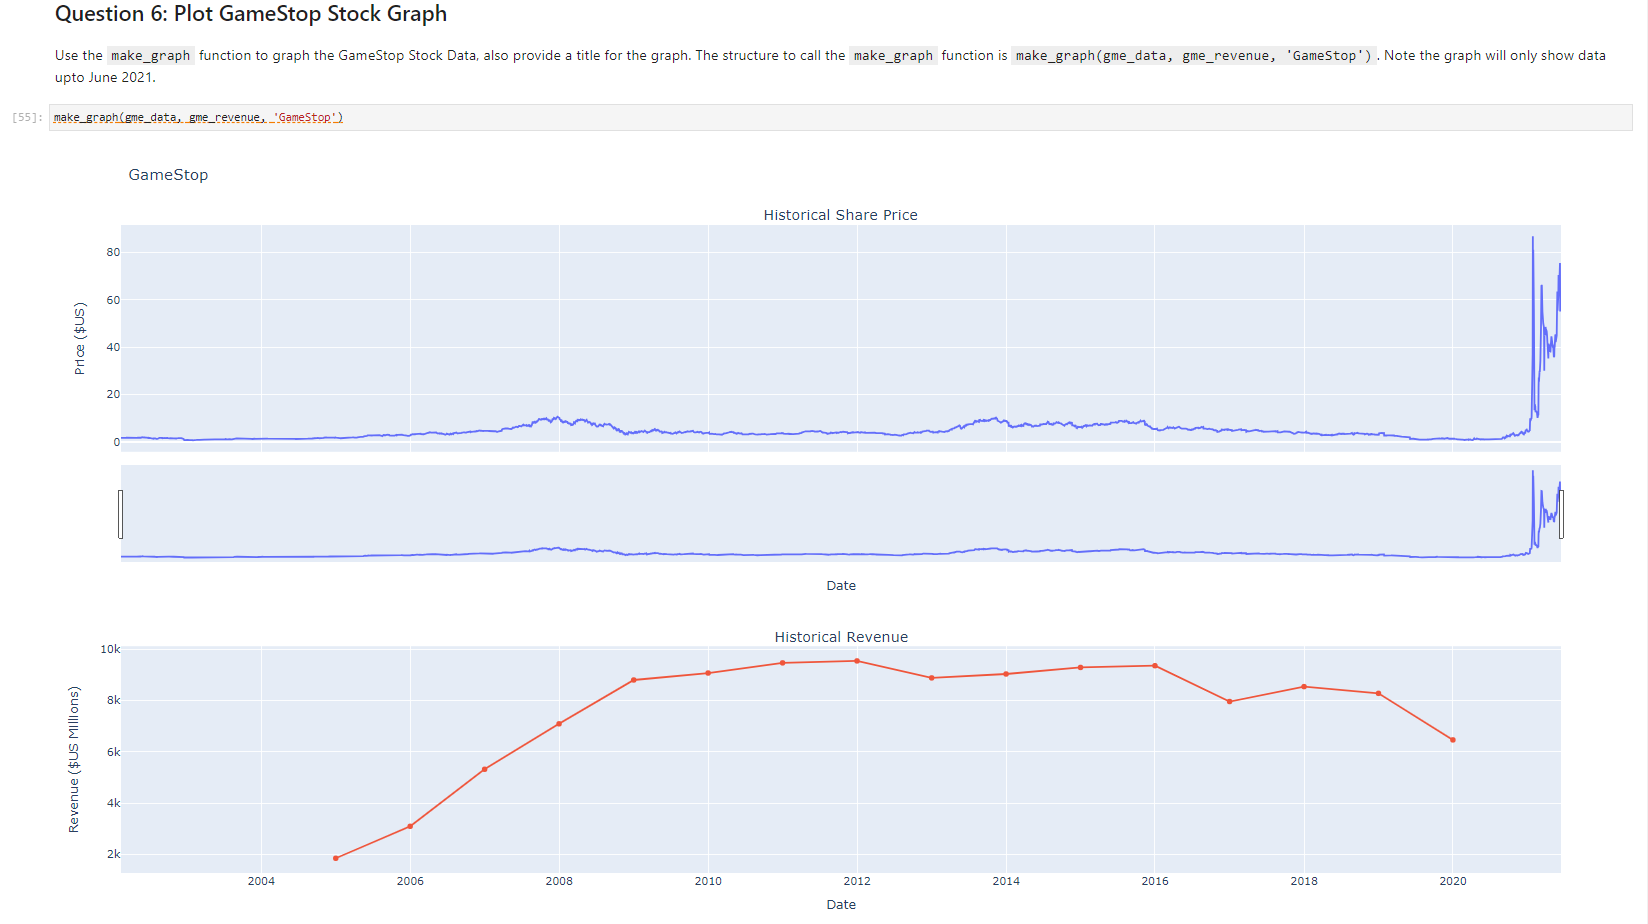 Question 6: Plot GameStop Stock Graph
Use the make_graph function to graph the GameStop Stock Data, also provide a title for the graph. The structure to call the make_graph function is make_graph(gme_data, gme_revenue, 'GameStop'). Note the graph will only show data
upto June 2021.
[55]: make_graph(gme_data, gme_revenue, 'GameStop')
GameStop
Historical Share Price
80
60
40
20
0
Price ($US)
Date
Historical Revenue
10k
8k
6k
4k
2k
Revenue ($US Millions)
2004 2006 2008 2010 2012 2014 2016 2018 2020
Date